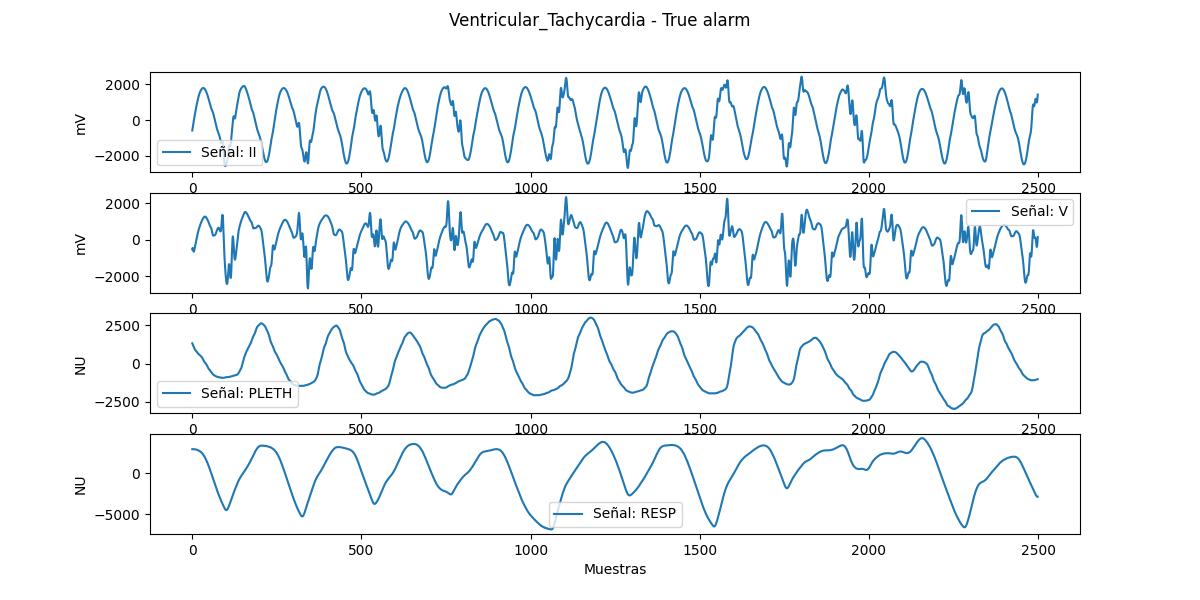 Ventricular_Tachycardia - True alarm
2000
0
−2000
mV
Señal: II
0 500 1000 1500 2000 2500
2000
0
−2000
mV
Señal: V
0 500 1000 1500 2000 2500
2500
0
−2500
NU
Señal: PLETH
0 500 1000 1500 2000 2500
0
−5000
NU
Señal: RESP
0 500 1000 1500 2000 2500
Muestras